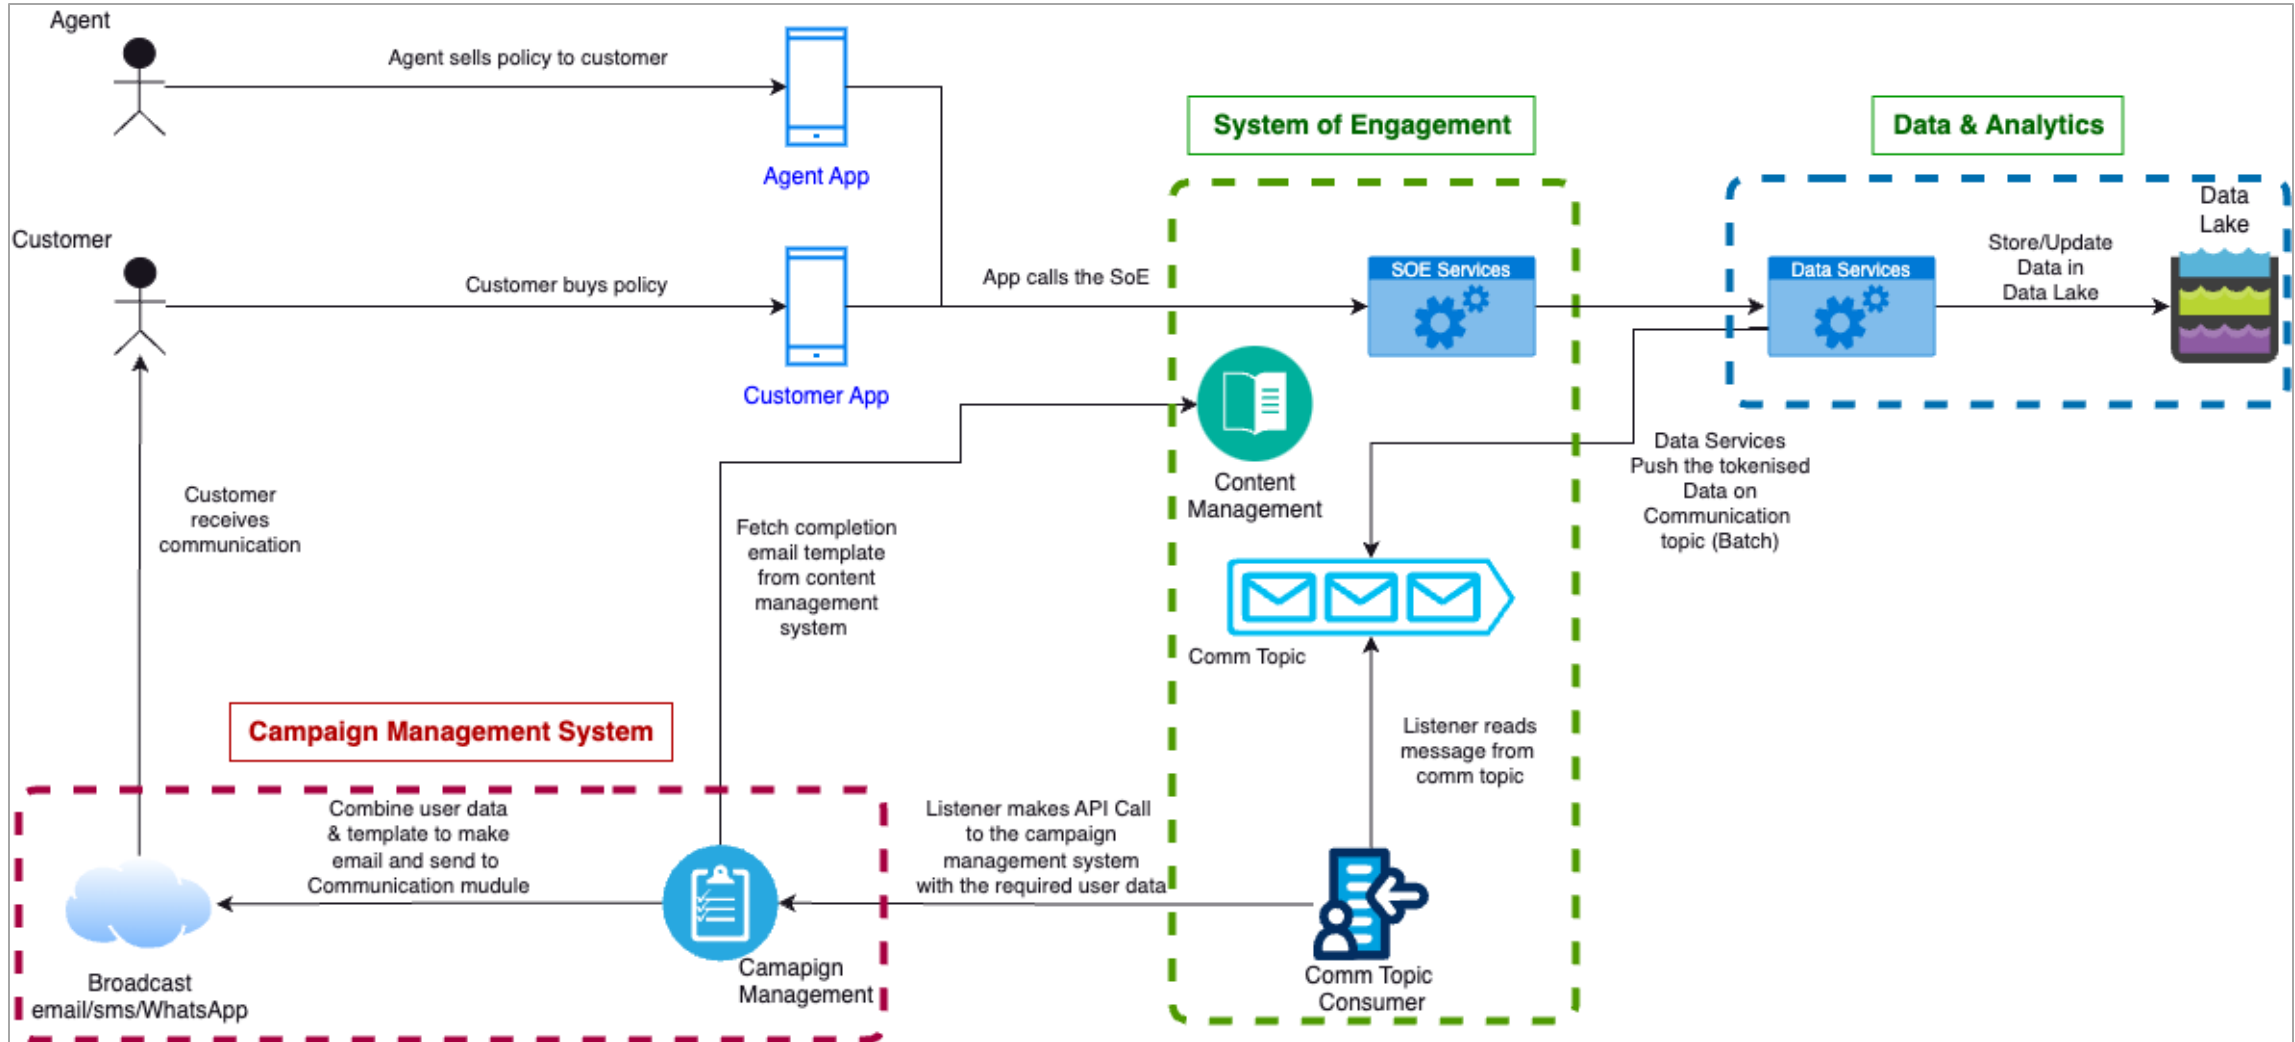 Agent
Agent sells policy to customer
Agent App
System of Engagement
Data & Analytics
Customer
Customer buys policy
Customer App
App calls the SoE
SOE Services
Data Services
Store/Update
Data in
Data Lake
Data
Lake
Content
Management
Data Services
Push the tokenised
Data on
Communication
topic (Batch)
Customer
receives
communication
Fetch completion
email template
from content
management
system
Comm Topic
Listener reads
message from
comm topic
Campaign Management System
Combine user data
& template to make
email and send to
Communication mudule
Listener makes API Call
to the campaign
management system
with the required user data
Broadcast
email/sms/WhatsApp
Camapign
Management
Comm Topic
Consumer